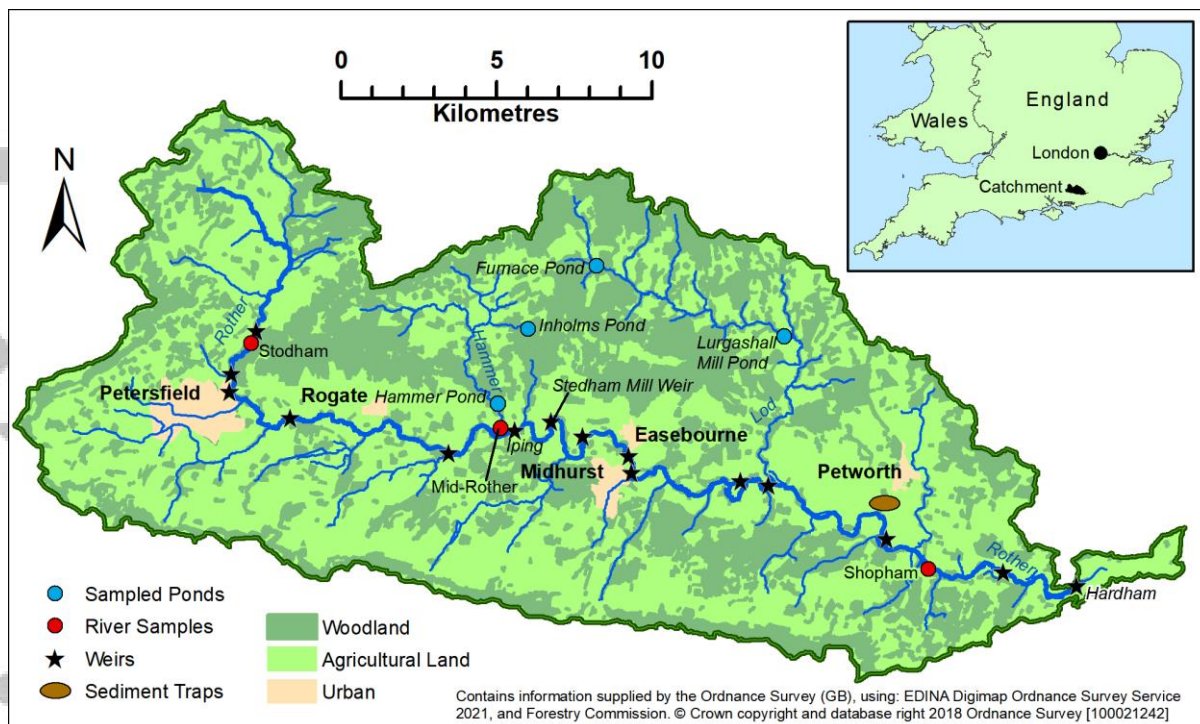 0 5 10
Kilometres
N
England
Wales
London
Catchment
Furnace Pond
Rother
Inholms Pond
Stodham
Lurgashall
Mill Pond
Hammer
Stedham Mill Weir
Petersfield
Rogate
Hammer Pond
Lod
Easebourne
Iping
Midhurst
Mid-Rother
Petworth
Rother
Shopham
Hardham
Sampled Ponds
River Samples
Weirs
Sediment Traps
Woodland
Agricultural Land
Urban
Contains information supplied by the Ordnance Survey (GB), using: EDINA Digimap Ordnance Survey Service
2021, and Forestry Commission. © Crown copyright and database right 2018 Ordnance Survey [100021242]